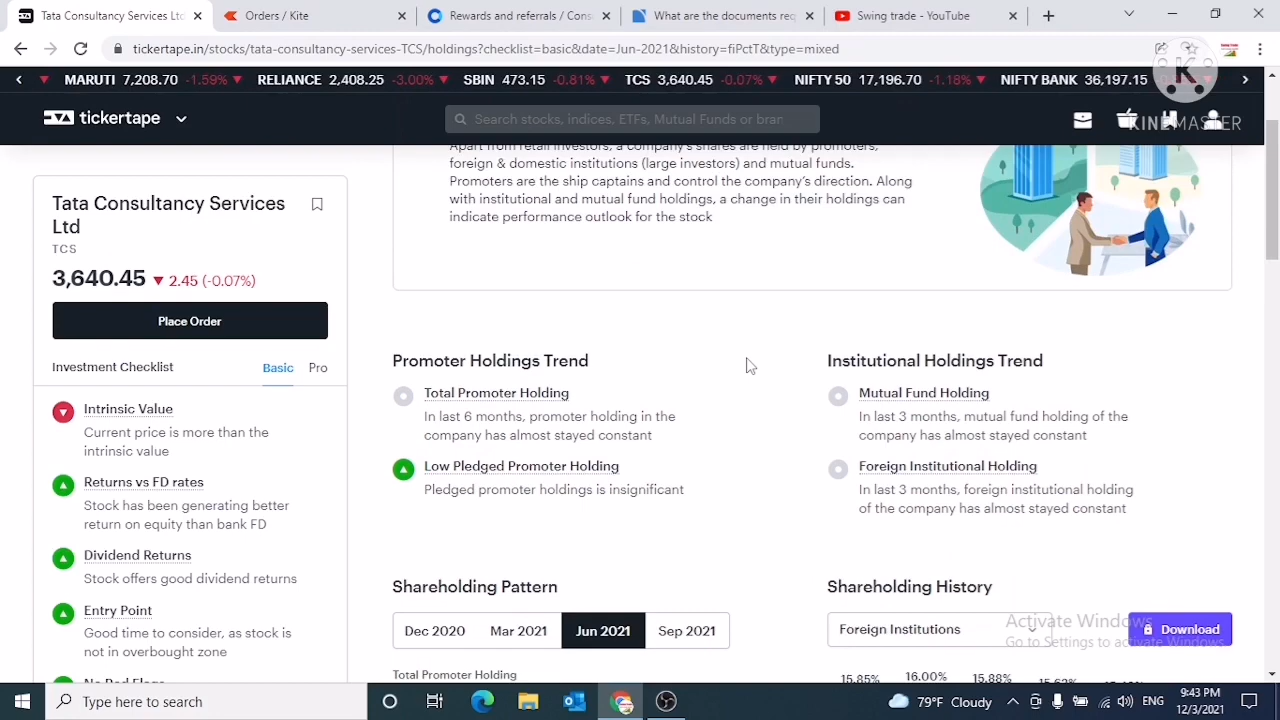 Tata Consultancy Services Ltd
Orders / Kite
Rewards and referrals / Cons
What are the documents req
Swing trade - YouTube
tickertape.in/stocks/tata-consultancy-services-TCS/holdings?checklist=basic&date=Jun-2021&history=fiPctT&type=mixed
MARUTI 7,208.70 -1.59% RELIANCE 2,408.25 -3.00% SBIN 473.15 -0.81% TCS 3,640.45 -0.07% NIFTY 50 17,196.70 -1.18% NIFTY BANK 36,197.15
tickertape
Search stocks, indices, ETFs, Mutual Funds or bran
KINEMASTER
Apart from retail investors, a company's shares are held by promoters,
foreign & domestic institutions (large investors) and mutual funds.
Promoters are the ship captains and control the company's direction. Along
with institutional and mutual fund holdings, a change in their holdings can
indicate performance outlook for the stock
Tata Consultancy Services
Ltd
TCS
3,640.45 2.45 (-0.07%)
Place Order
Investment Checklist Basic Pro
Intrinsic Value
Current price is more than the
intrinsic value
Returns vs FD rates
Stock has been generating better
return on equity than bank FD
Dividend Returns
Stock offers good dividend returns
Entry Point
Good time to consider, as stock is
not in overbought zone
No Red Flags
Promoter Holdings Trend
Total Promoter Holding
In last 6 months, promoter holding in the
company has almost stayed constant
Low Pledged Promoter Holding
Pledged promoter holdings is insignificant
Institutional Holdings Trend
Mutual Fund Holding
In last 3 months, mutual fund holding of the
company has almost stayed constant
Foreign Institutional Holding
In last 3 months, foreign institutional holding
of the company has almost stayed constant
Shareholding Pattern
Dec 2020 Mar 2021 Jun 2021 Sep 2021
Total Promoter Holding
Shareholding History
Foreign Institutions
Download
15.85% 16.00% 15.88%
Activate Windows
Go to Settings to activate Windows.
Type here to search
79°F Cloudy
ENG
9:43 PM
12/3/2021